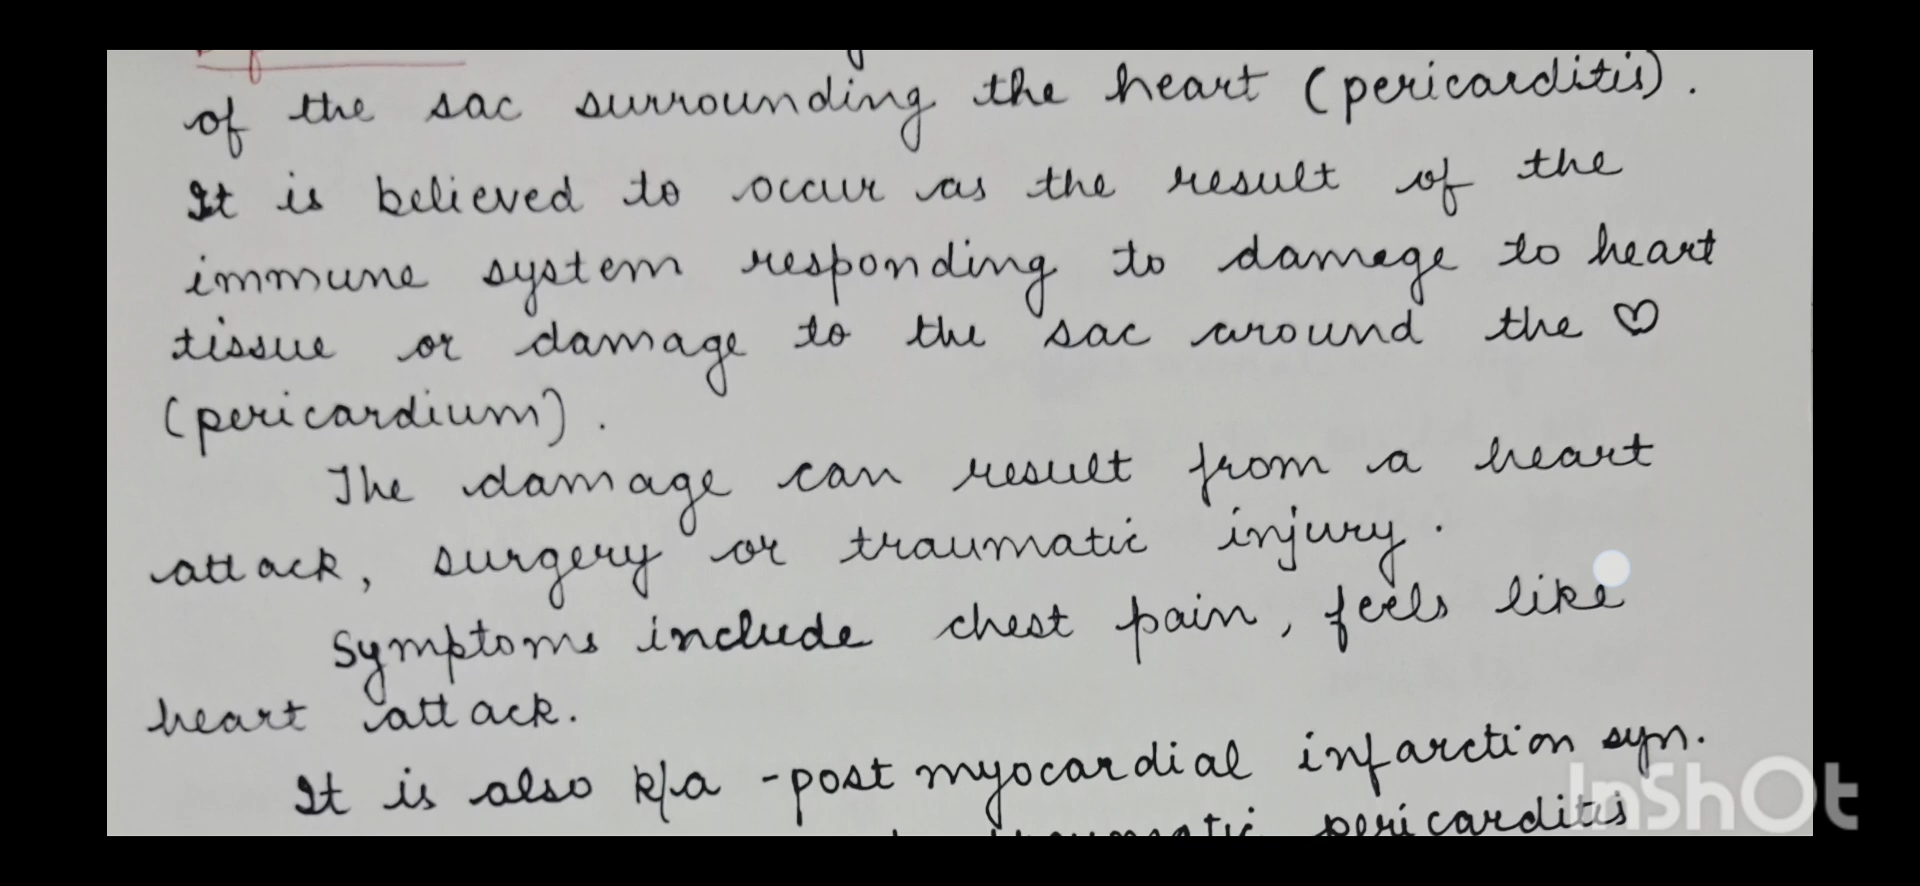 of the sac surrounding the heart (pericarditis).
It is believed to occur as the result of the
immune system responding to damage to heart
tissue or damage to the sac around the ♡
(pericardium).
The damage can result from a heart
attack, surgery or traumatic injury.
Symptoms include chest pain, feels like
heart attack.
It is also k/a - post myocardial infarction syn.
traumatic pericarditis
InShOt